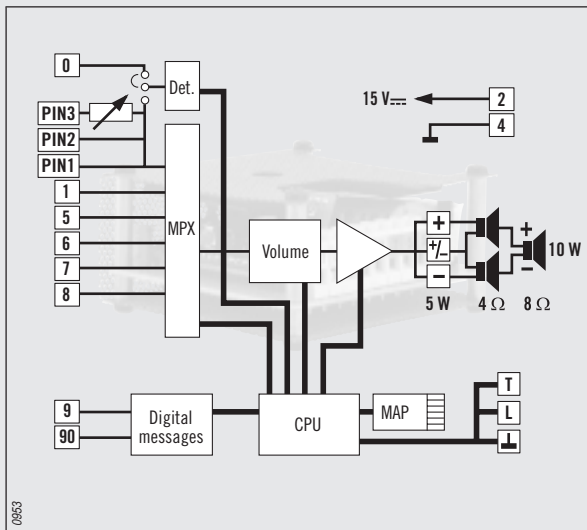 0
Det.
15 V⎓
2
PIN3
4
PIN2
PIN1
1
MPX
5
6
7
8
Volume
+
+/−
−
+
−
10 W
5 W
4 Ω
8 Ω
9
90
Digital
messages
CPU
MAP
T
L
0953